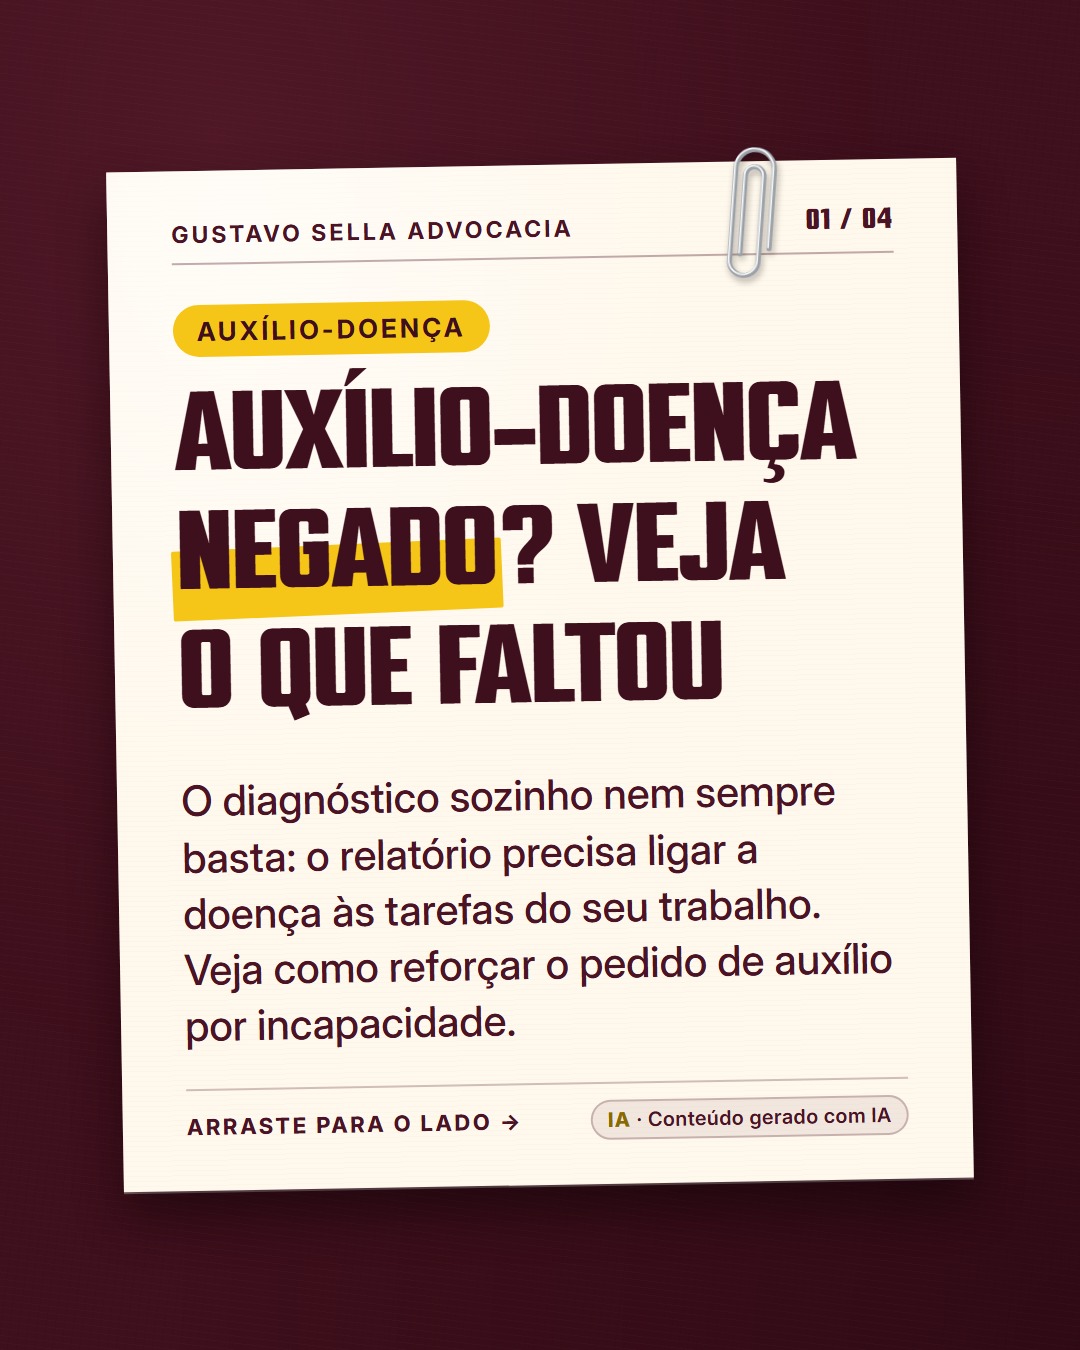 GUSTAVO SELLA ADVOCACIA
01 / 04
AUXÍLIO-DOENÇA
AUXÍLIO-DOENÇA
NEGADO? VEJA
O QUE FALTOU
O diagnóstico sozinho nem sempre
basta: o relatório precisa ligar a
doença às tarefas do seu trabalho.
Veja como reforçar o pedido de auxílio
por incapacidade.
ARRASTE PARA O LADO →
IA · Conteúdo gerado com IA